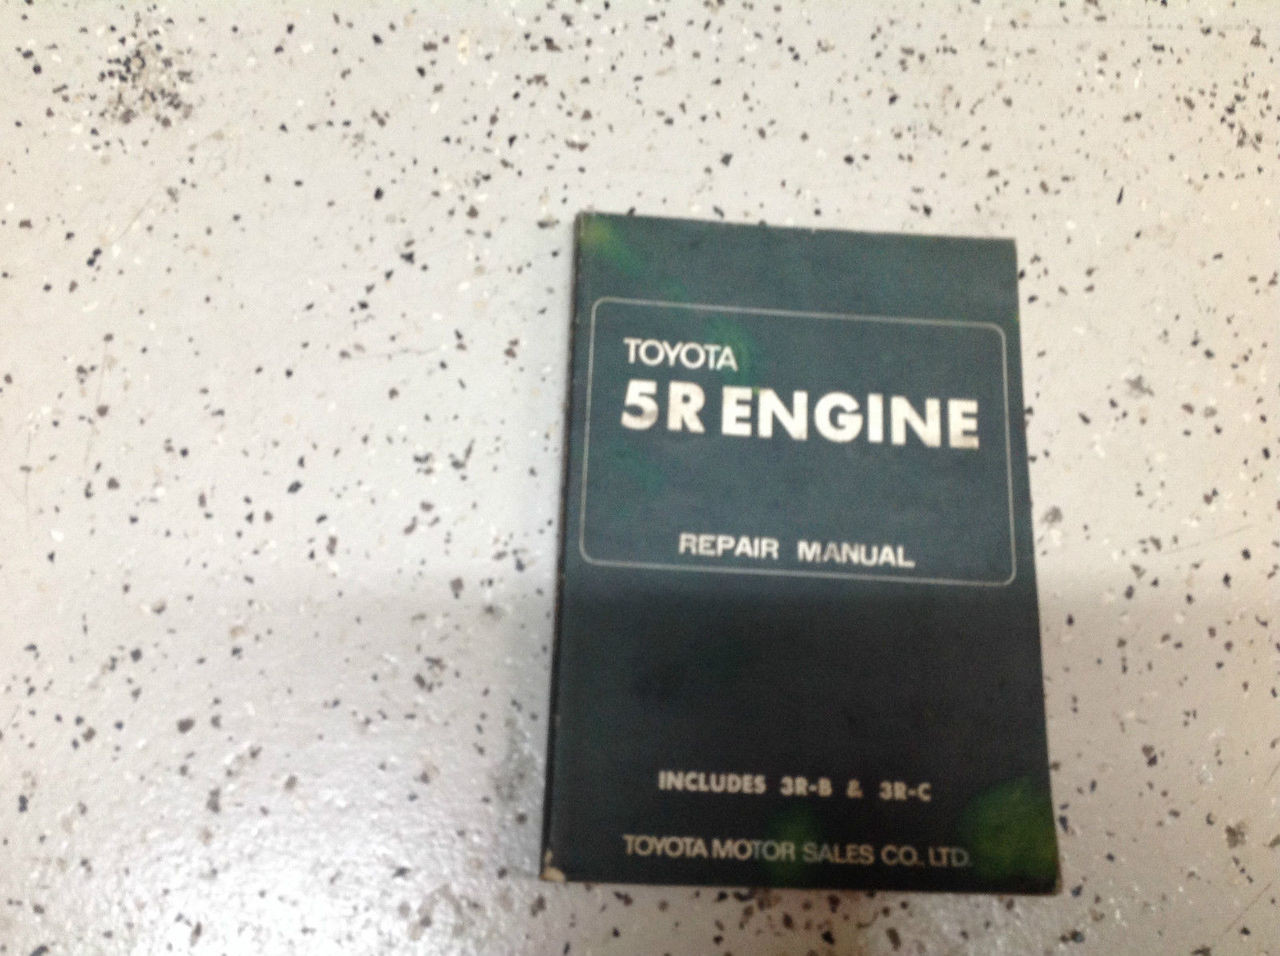 TOYOTA
5R ENGINE
REPAIR MANUAL
INCLUDES 3R-B & 3R-C
TOYOTA MOTOR SALES CO. LTD.